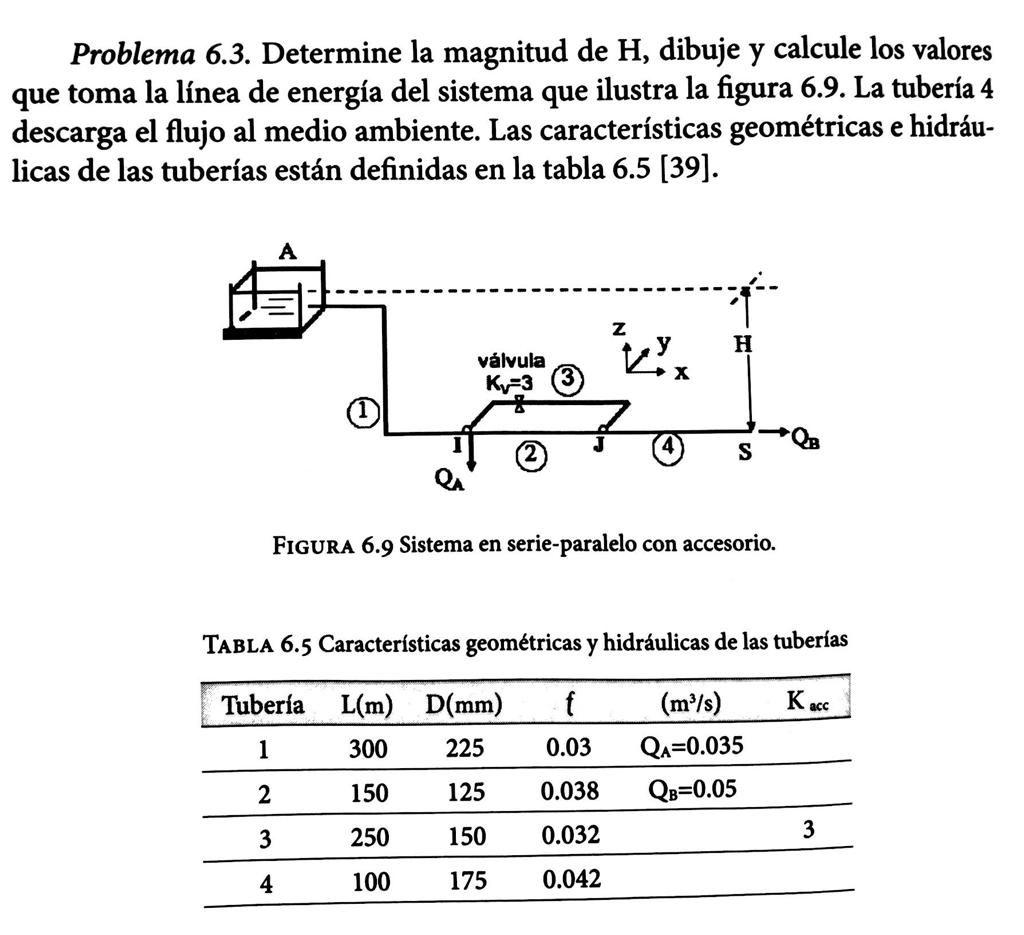 Problema 6.3. Determine la magnitud de H, dibuje y calcule los valores
que toma la línea de energía del sistema que ilustra la figura 6.9. La tubería 4
descarga el flujo al medio ambiente. Las características geométricas e hidráu-
licas de las tuberías están definidas en la tabla 6.5 [39].
A
z
y
x
H
válvula
Kv=3
3
1
I
2
J
4
S
QB
QA
FIGURA 6.9 Sistema en serie-paralelo con accesorio.
TABLA 6.5 Características geométricas y hidráulicas de las tuberías
Tubería L(m) D(mm) f (m³/s) K acc
1 300 225 0.03 QA=0.035
2 150 125 0.038 QB=0.05
3 250 150 0.032 3
4 100 175 0.042